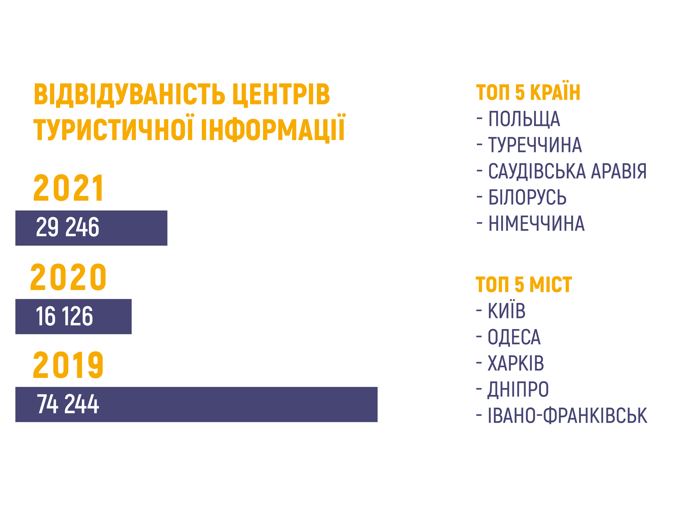 ВІДВІДУВАНІСТЬ ЦЕНТРІВ
ТУРИСТИЧНОЇ ІНФОРМАЦІЇ
2021
29 246
2020
16 126
2019
74 244
ТОП 5 КРАЇН
- ПОЛЬЩА
- ТУРЕЧЧИНА
- САУДІВСЬКА АРАВІЯ
- БІЛОРУСЬ
- НІМЕЧЧИНА
ТОП 5 МІСТ
- КИЇВ
- ОДЕСА
- ХАРКІВ
- ДНІПРО
- ІВАНО-ФРАНКІВСЬК